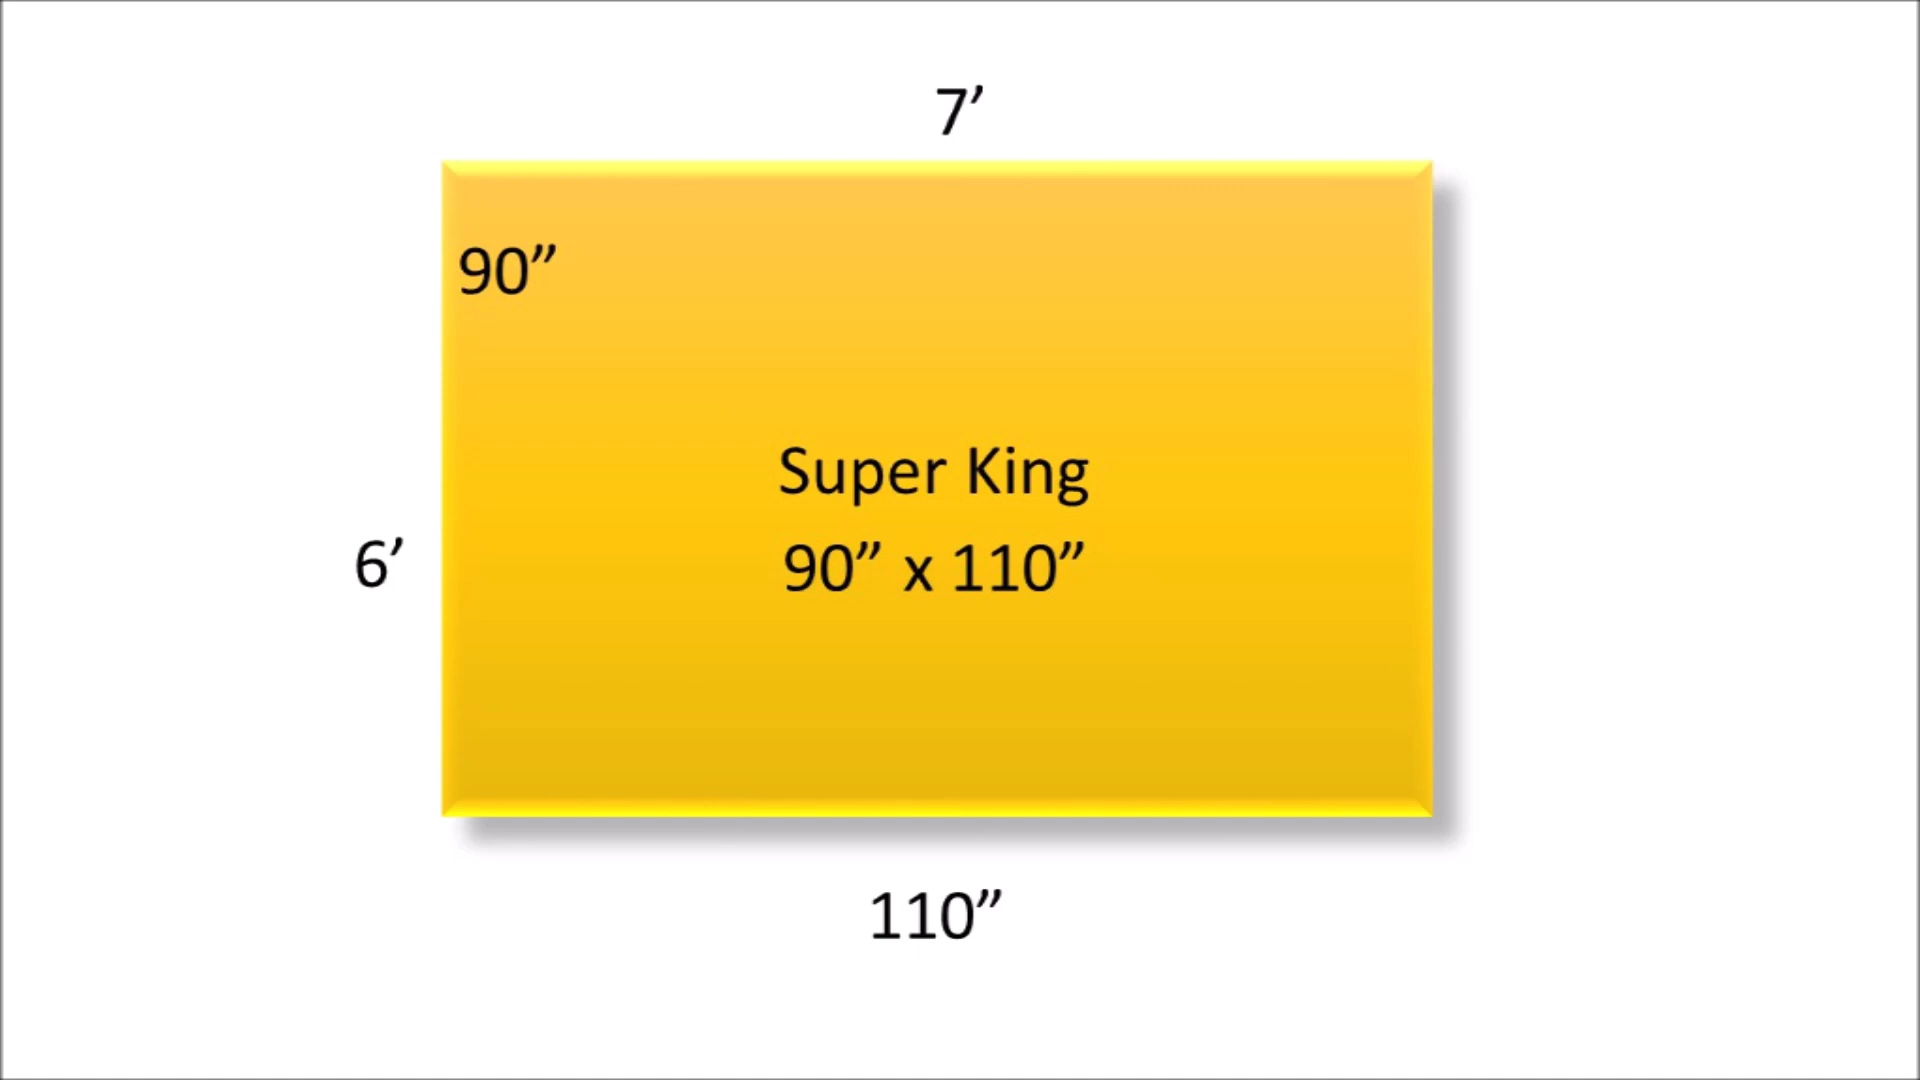 7’
90”
Super King
90” x 110”
6’
110”